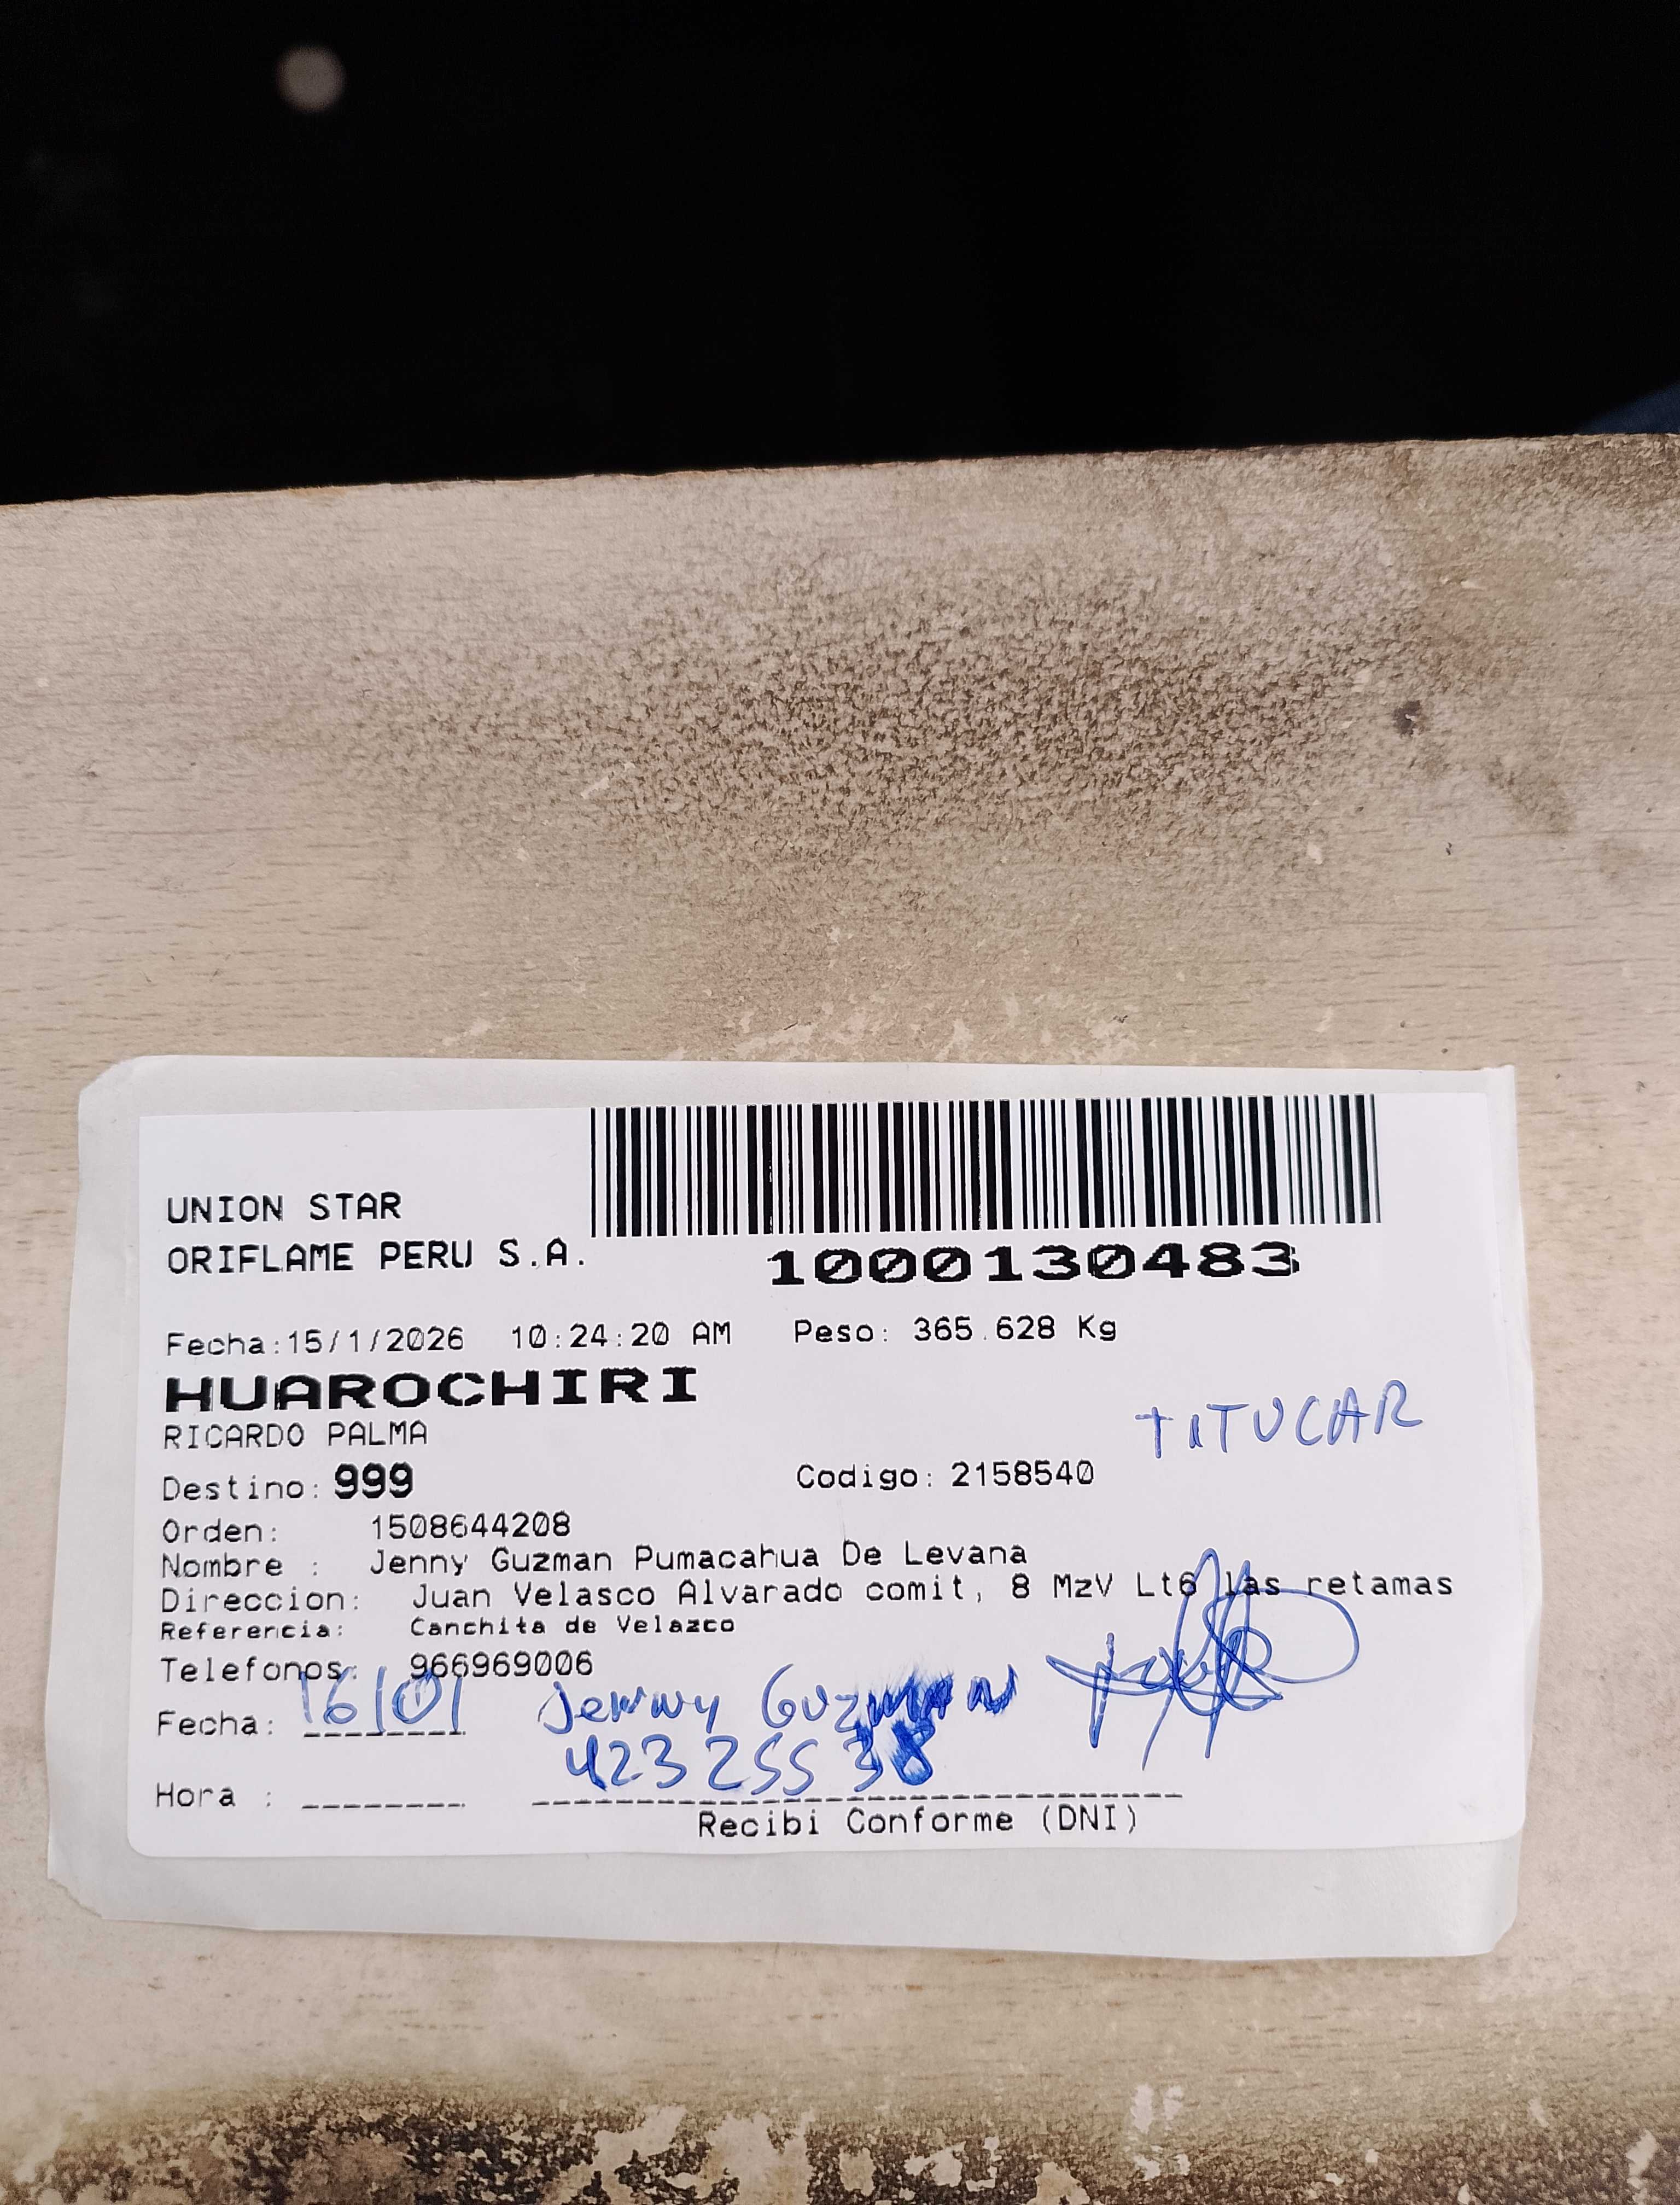 UNION STAR
ORIFLAME PERU S.A.
1000130483
Fecha:15/1/2026 10:24:20 AM Peso: 365.628 Kg
HUAROCHIRI
RICARDO PALMA
TITUCAR
Destino: 999 Codigo: 2158540
Orden: 1508644208
Nombre : Jenny Guzman Pumacahua De Levana
Direccion: Juan Velasco Alvarado comit, 8 MzV Lt6 las retamas
Referencia: Canchita de Velazco
Telefonos: 966969006
Fecha: 16/01 Jenny Guzman
42325538
Hora :
Recibi Conforme (DNI)